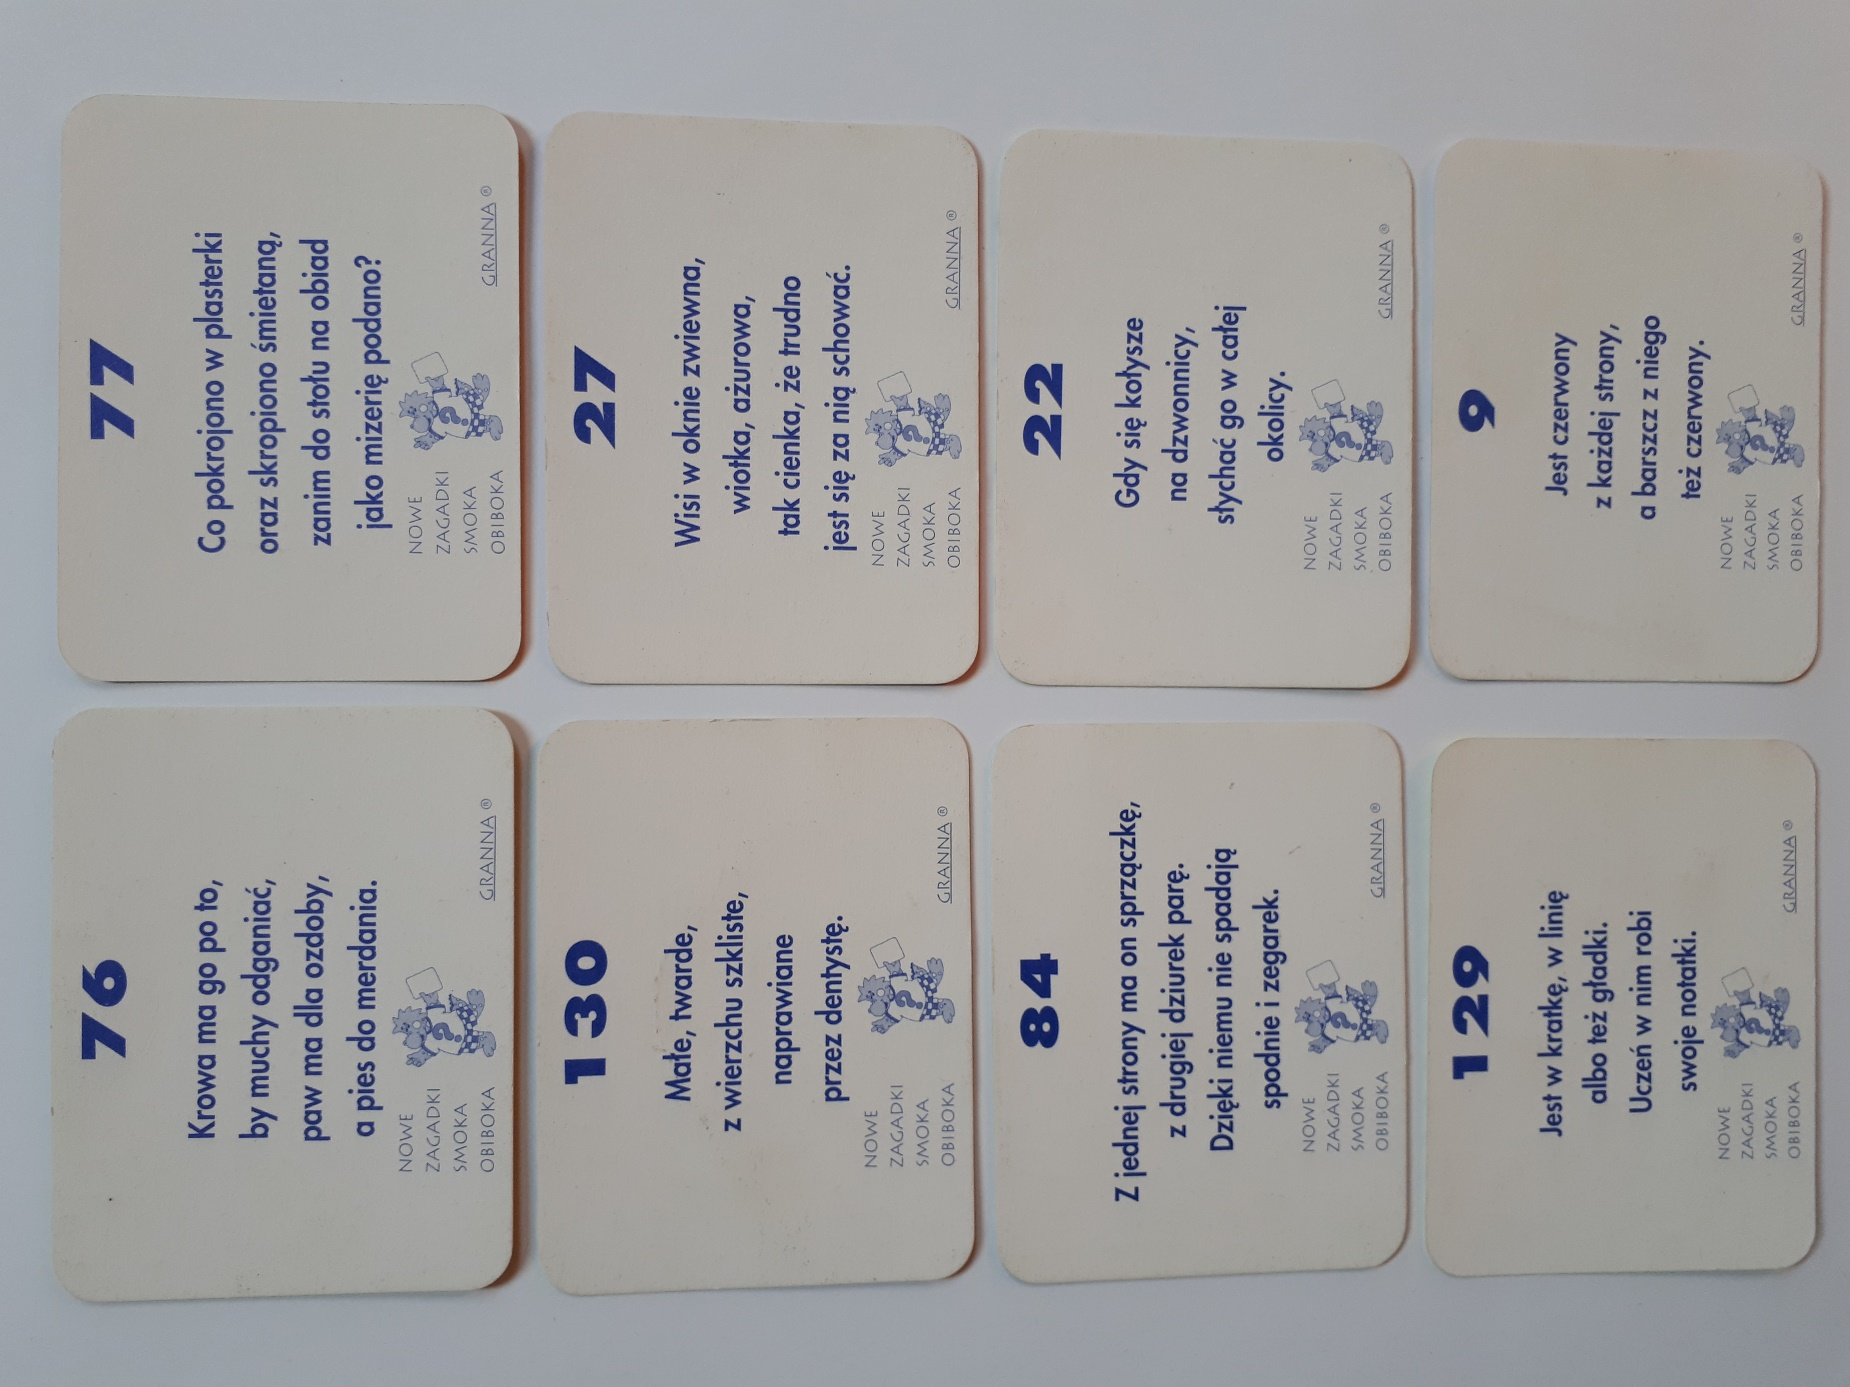 76
Krowa ma go po to,
by muchy odganiać,
paw ma dla ozdoby,
a pies do merdania.
NOWE
ZAGADKI
SMOKA
OBIBOKA
GRANNA ®
77
Co pokrojono w plasterki
oraz skropiono śmietaną,
zanim do stołu na obiad
jako mizerię podano?
NOWE
ZAGADKI
SMOKA
OBIBOKA
GRANNA ®
130
Małe, twarde,
z wierzchu szkliste,
naprawiane
przez dentystę.
NOWE
ZAGADKI
SMOKA
OBIBOKA
GRANNA ®
27
Wisi w oknie zwiewna,
wiotka, ażurowa,
tak cienka, że trudno
jest się za nią schować.
NOWE
ZAGADKI
SMOKA
OBIBOKA
GRANNA ®
84
Z jednej strony ma on sprzączkę,
z drugiej dziurek parę.
Dzięki niemu nie spadają
spodnie i zegarek.
NOWE
ZAGADKI
SMOKA
OBIBOKA
GRANNA ®
22
Gdy się kołysze
na dzwonnicy,
słychać go w całej
okolicy.
NOWE
ZAGADKI
SMOKA
OBIBOKA
GRANNA ®
129
Jest w kratkę, w linię
albo też gładki.
Uczeń w nim robi
swoje notatki.
NOWE
ZAGADKI
SMOKA
OBIBOKA
GRANNA ®
9
Jest czerwony
z każdej strony,
a barszcz z niego
też czerwony.
NOWE
ZAGADKI
SMOKA
OBIBOKA
GRANNA ®